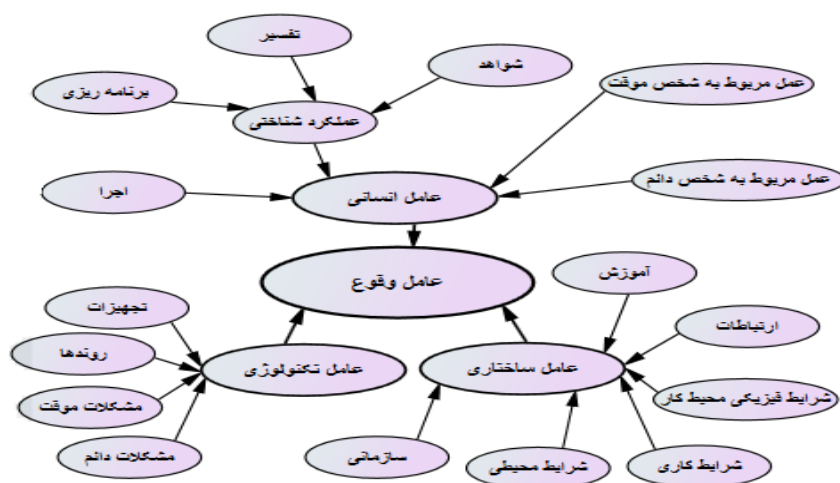 تفسیر
شواهد
برنامه ریزی
عمل مربوط به شخص موقت
عملکرد شناختی
عمل مربوط به شخص دائم
اجرا
عامل انسانی
عامل وقوع
آموزش
تجهیزات
ارتباطات
روندها
عامل تکنولوژی
عامل ساختاری
مشکلات موقت
شرایط فیزیکی محیط کار
مشکلات دائم
سازمانی
شرایط محیطی
شرایط کاری